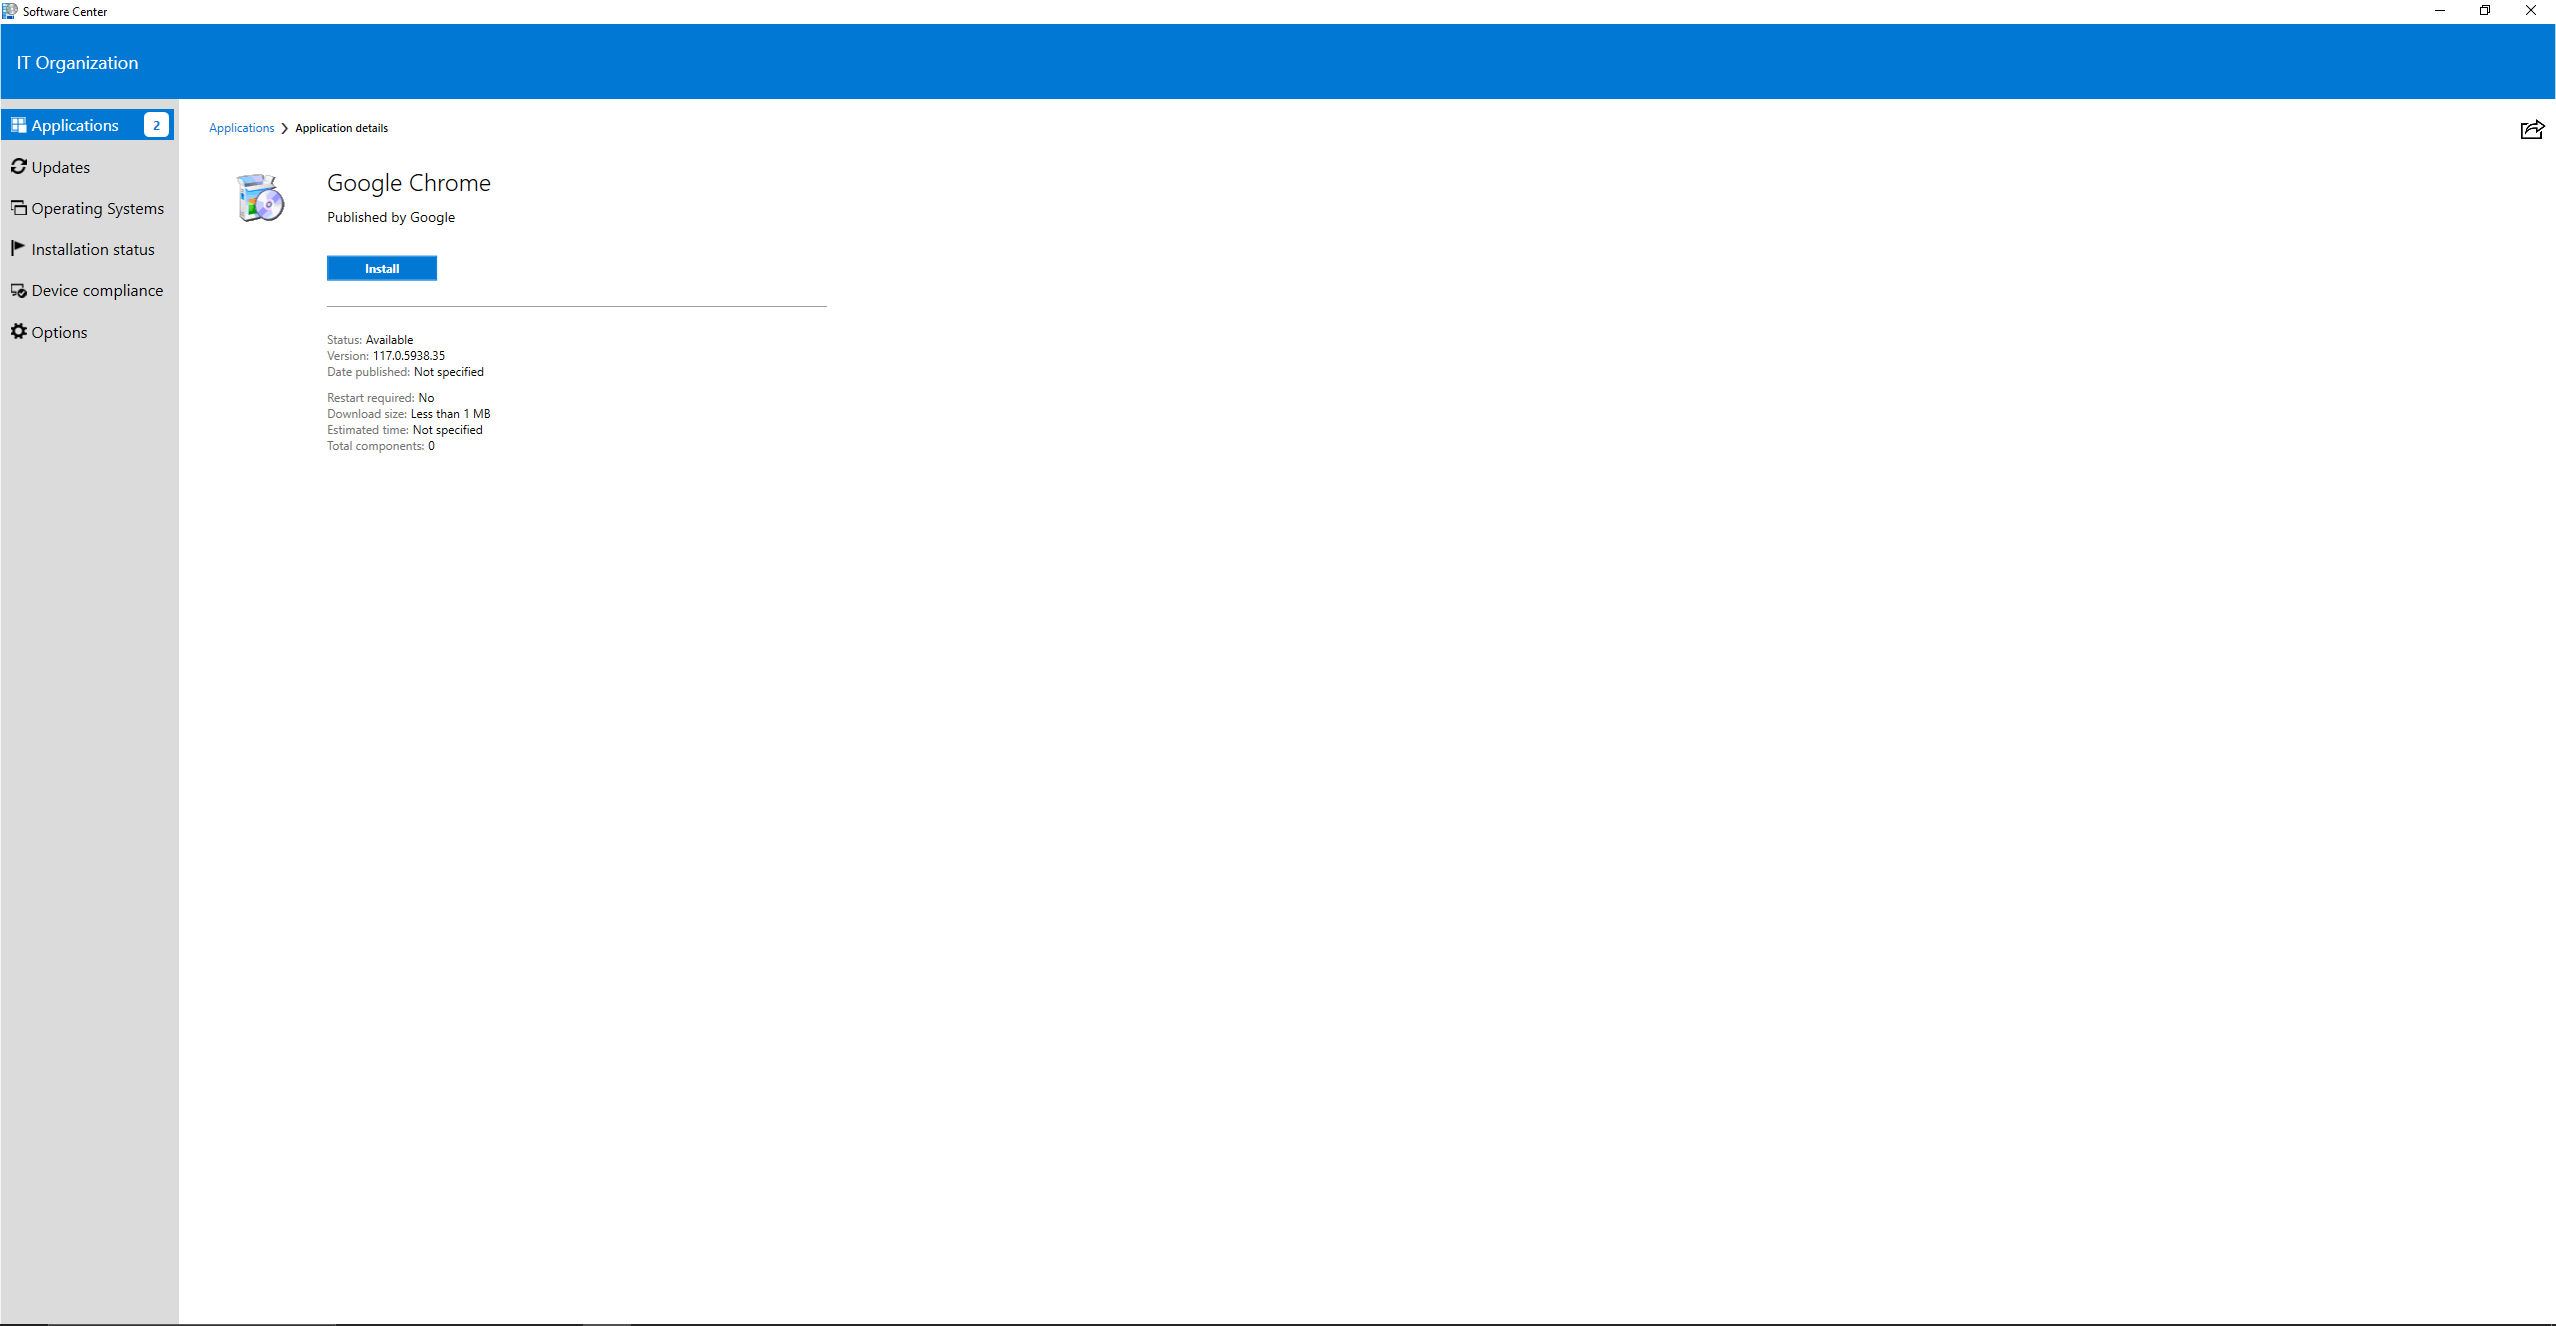 Software Center
IT Organization
Applications 2
Updates
Operating Systems
Installation status
Device compliance
Options
Applications > Application details
Google Chrome
Published by Google
Install
Status: Available
Version: 117.0.5938.35
Date published: Not specified
Restart required: No
Download size: Less than 1 MB
Estimated time: Not specified
Total components: 0